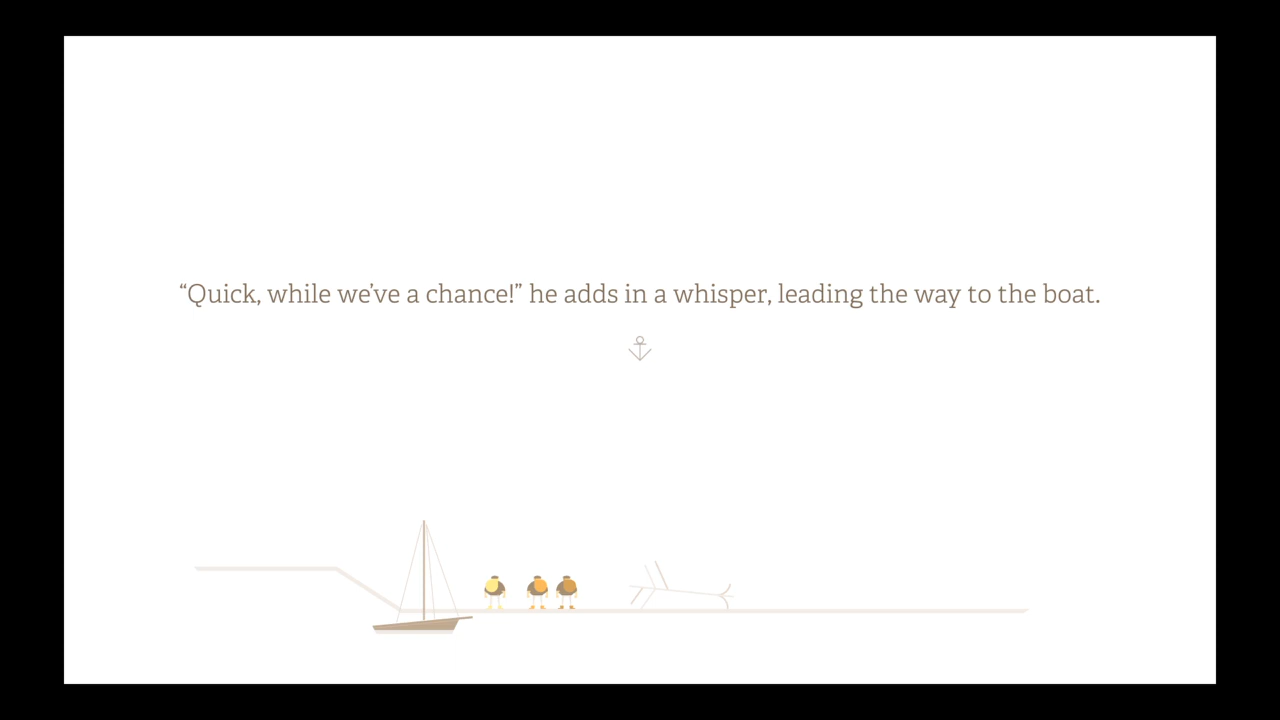 “Quick, while we’ve a chance!” he adds in a whisper, leading the way to the boat.